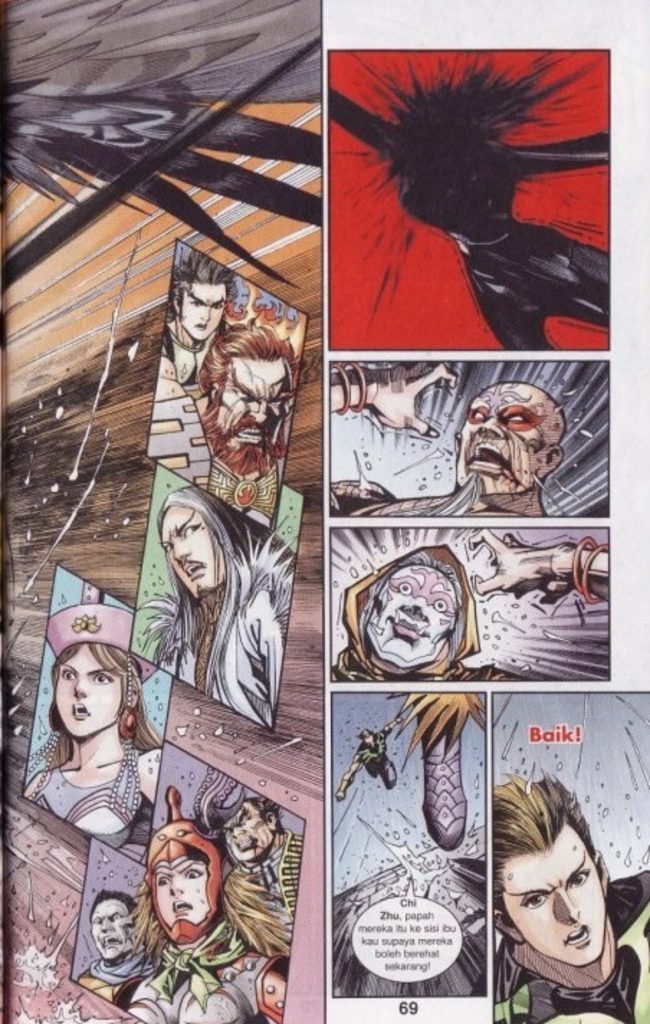 Baik!
Chi
Zhu, papah
mereka itu ke sisi ibu
kau supaya mereka
boleh berehat
sekarang!
69